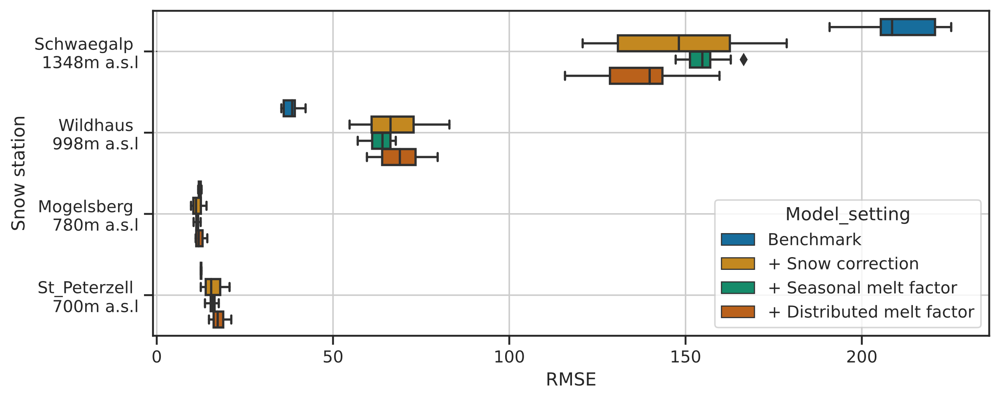 Snow station
Schwaegalp
1348m a.s.l
Wildhaus
998m a.s.l
Mogelsberg
780m a.s.l
St_Peterzell
700m a.s.l
Model_setting
Benchmark
+ Snow correction
+ Seasonal melt factor
+ Distributed melt factor
0 50 100 150 200
RMSE